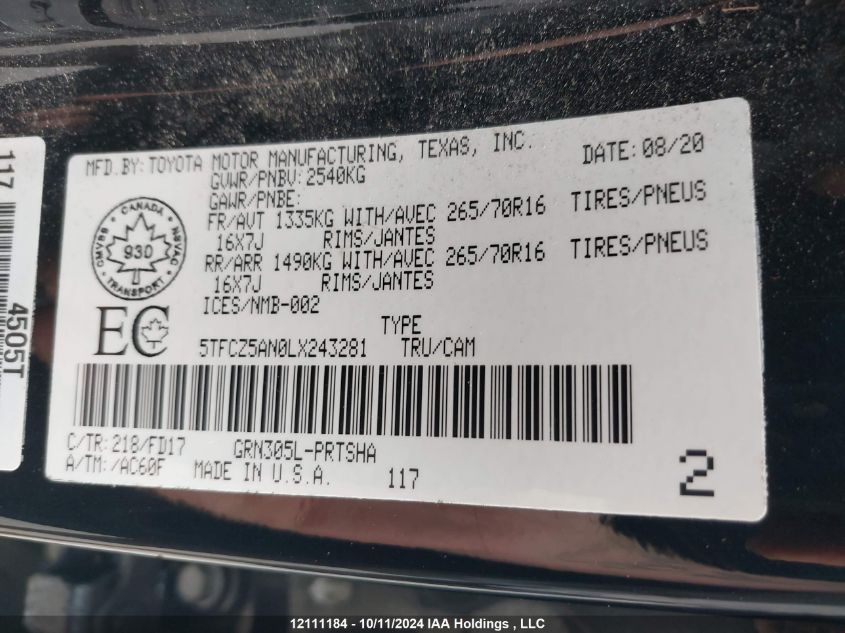 MFD.BY:TOYOTA MOTOR MANUFACTURING, TEXAS, INC. DATE:08/20
GVWR/PNBV:2540KG
GAWR/PNBE:
FR/AVT 1335KG WITH/AVEC 265/70R16 TIRES/PNEUS
16X7J RIMS/JANTES
RR/ARR 1490KG WITH/AVEC 265/70R16 TIRES/PNEUS
16X7J RIMS/JANTES
ICES/NMB-002
CANADA
CMVSS
930
NSVAC
TRANSPORT
EC
TYPE
5TFCZ5AN0LX243281 TRU/CAM
C/TR:218/FD17 GRN305L-PRTSHA
A/TM:-/AC60F MADE IN U.S.A. 117
2
117
4505T
12111184 - 10/11/2024 IAA Holdings , LLC